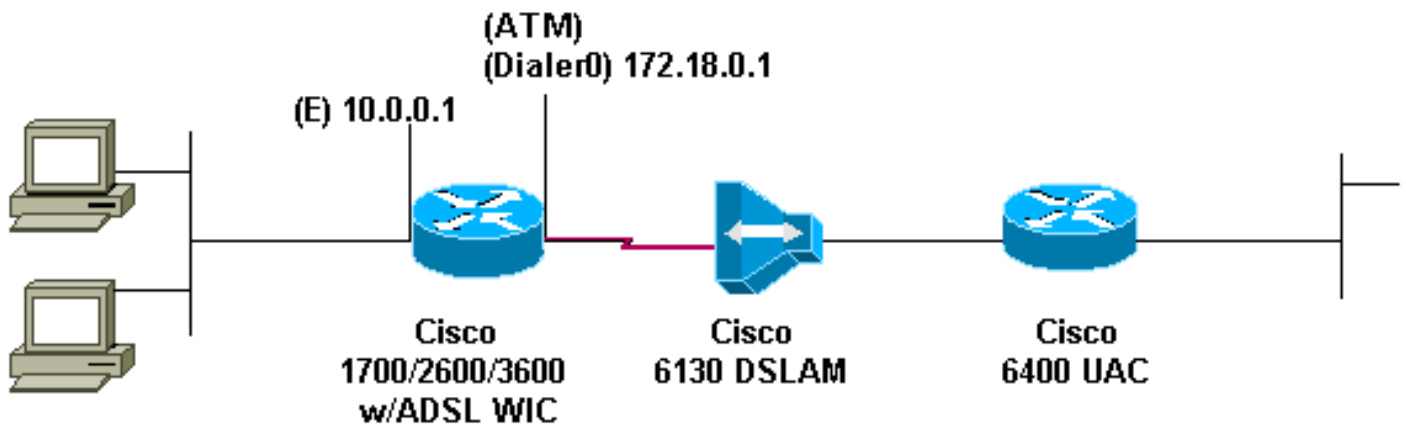 (ATM)
(Dialer0) 172.18.0.1
(E) 10.0.0.1
Cisco
1700/2600/3600
w/ADSL WIC
Cisco
6130 DSLAM
Cisco
6400 UAC